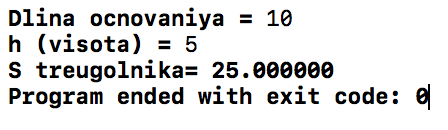 Dlina ocnovaniya = 10
h (visota) = 5
S treugolnika= 25.000000
Program ended with exit code: 0